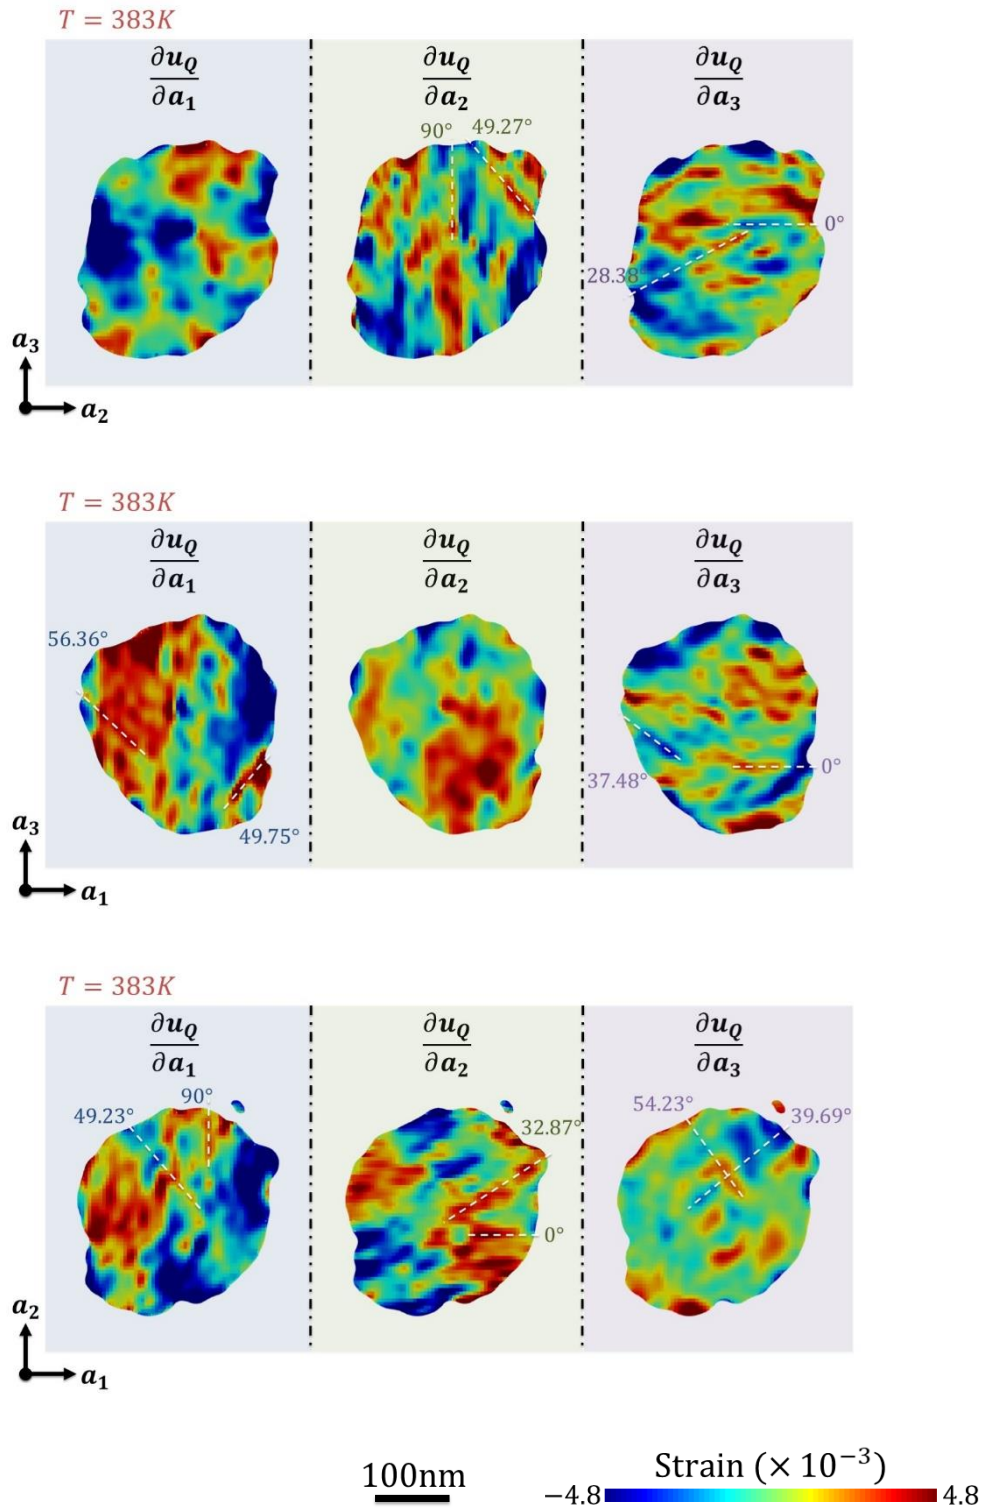 T = 383K
∂u_Q/∂a_1 ∂u_Q/∂a_2 ∂u_Q/∂a_3
90° 49.27°
0°
28.38°
a_3
a_2
T = 383K
∂u_Q/∂a_1 ∂u_Q/∂a_2 ∂u_Q/∂a_3
56.36°
0°
37.48°
49.75°
a_3
a_1
T = 383K
∂u_Q/∂a_1 ∂u_Q/∂a_2 ∂u_Q/∂a_3
49.23° 90° 32.87° 54.23° 39.69°
0°
a_2
a_1
100nm
Strain (× 10⁻³)
−4.8 4.8